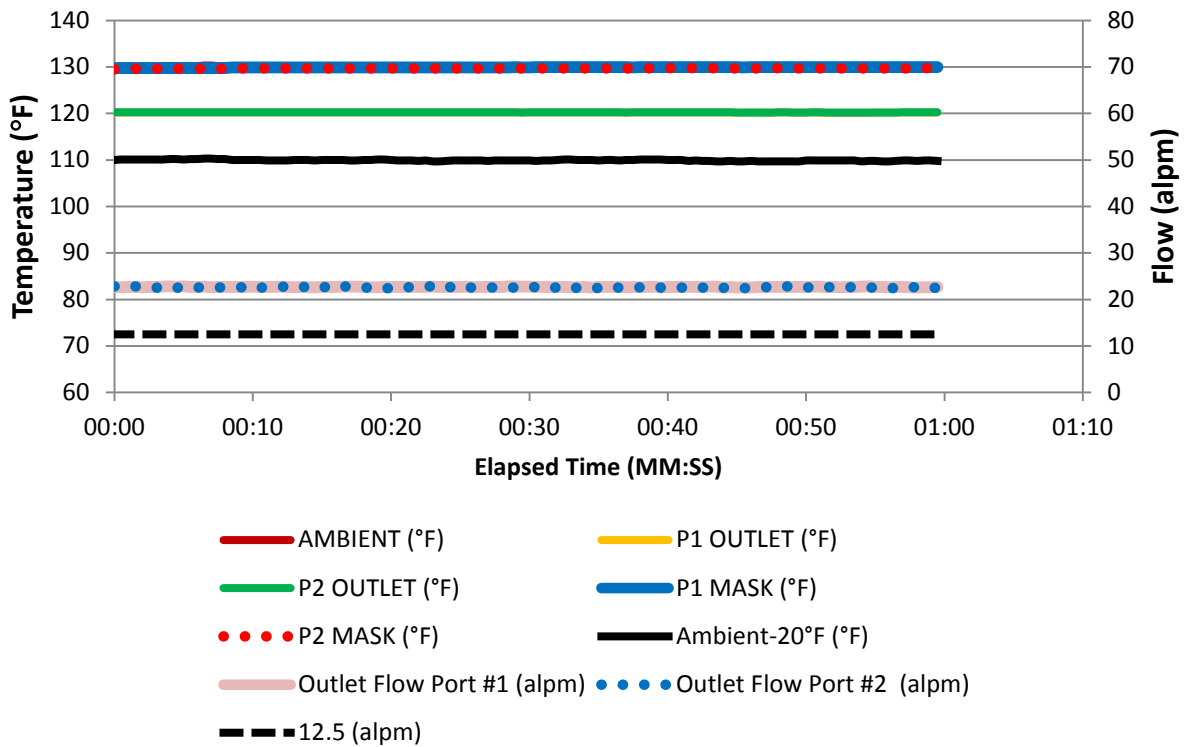 140
130
120
110
100
90
80
70
60
Temperature (°F)
80
70
60
50
40
30
20
10
0
Flow (alpm)
00:00 00:10 00:20 00:30 00:40 00:50 01:00 01:10
Elapsed Time (MM:SS)
AMBIENT (°F) P1 OUTLET (°F)
P2 OUTLET (°F) P1 MASK (°F)
P2 MASK (°F) Ambient-20°F (°F)
Outlet Flow Port #1 (alpm) Outlet Flow Port #2 (alpm)
12.5 (alpm)